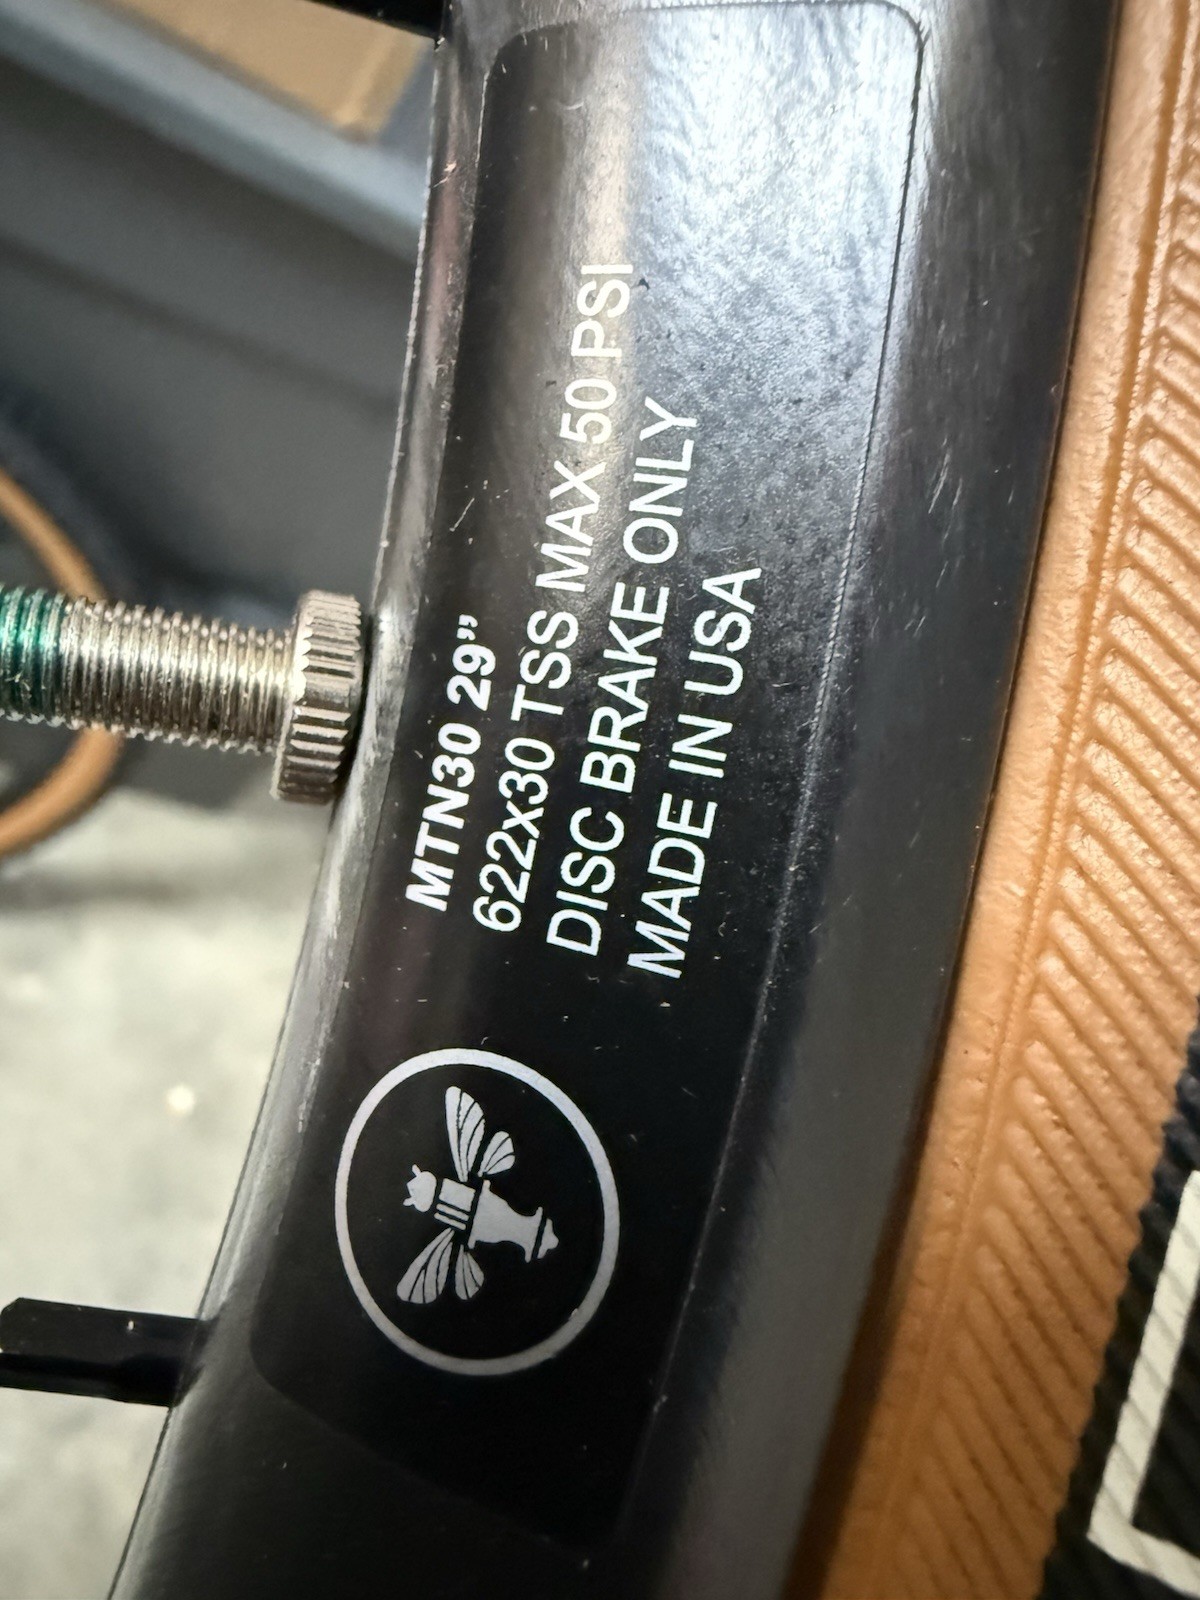 MTN30 29”
622x30 TSS MAX 50 PSI
DISC BRAKE ONLY
MADE IN USA